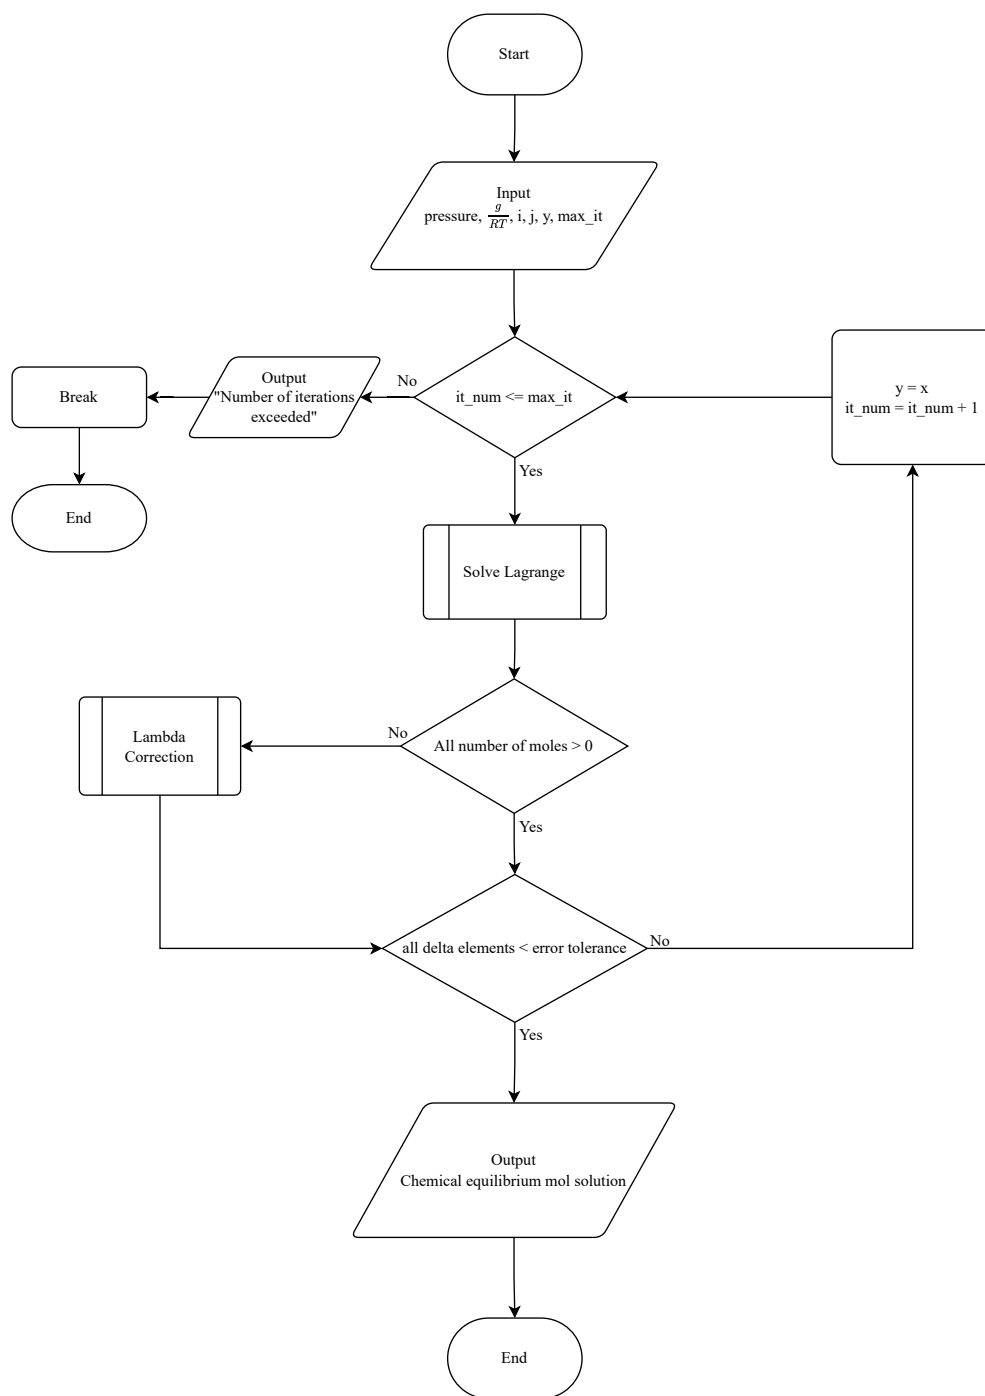 Start
Input
pressure, g/RT, i, j, y, max_it
it_num <= max_it
No
Output
"Number of iterations
exceeded"
Break
End
y = x
it_num = it_num + 1
Yes
Solve Lagrange
All number of moles > 0
No
Lambda
Correction
Yes
all delta elements < error tolerance
No
Yes
Output
Chemical equilibrium mol solution
End